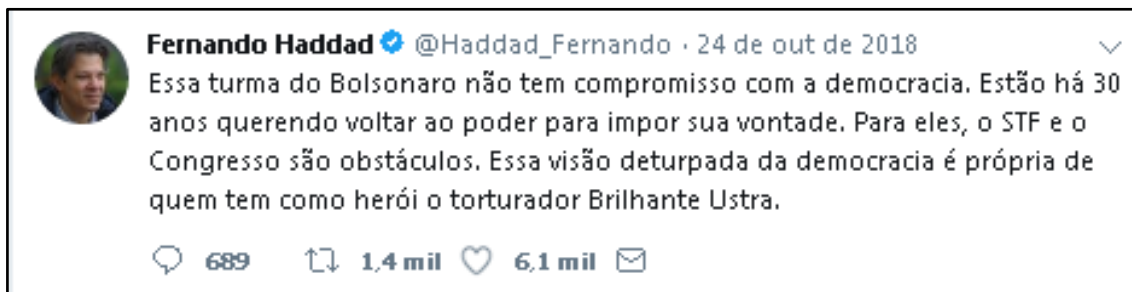 Fernando Haddad @Haddad_Fernando · 24 de out de 2018
Essa turma do Bolsonaro não tem compromisso com a democracia. Estão há 30
anos querendo voltar ao poder para impor sua vontade. Para eles, o STF e o
Congresso são obstáculos. Essa visão deturpada da democracia é própria de
quem tem como herói o torturador Brilhante Ustra.
689 1,4 mil 6,1 mil